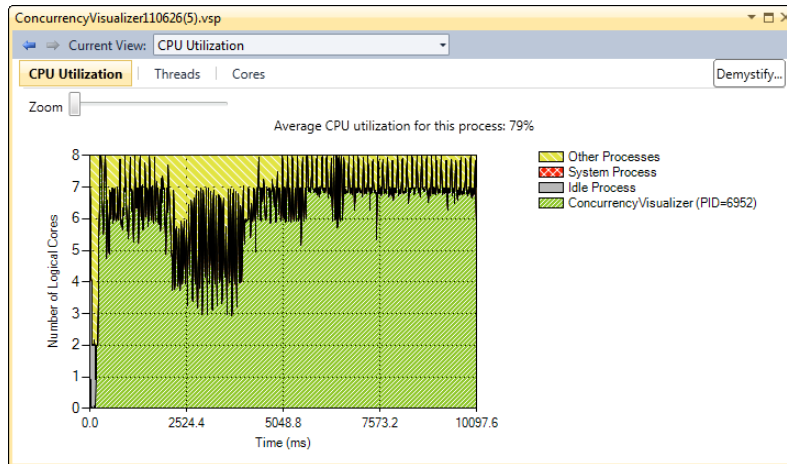 ConcurrencyVisualizer110626(5).vsp
Current View: CPU Utilization
CPU Utilization Threads Cores Demystify...
Zoom
Average CPU utilization for this process: 79%
Number of Logical Cores
8
7
6
5
4
3
2
1
0
0.0 2524.4 5048.8 7573.2 10097.6
Time (ms)
Other Processes
System Process
Idle Process
ConcurrencyVisualizer (PID=6952)